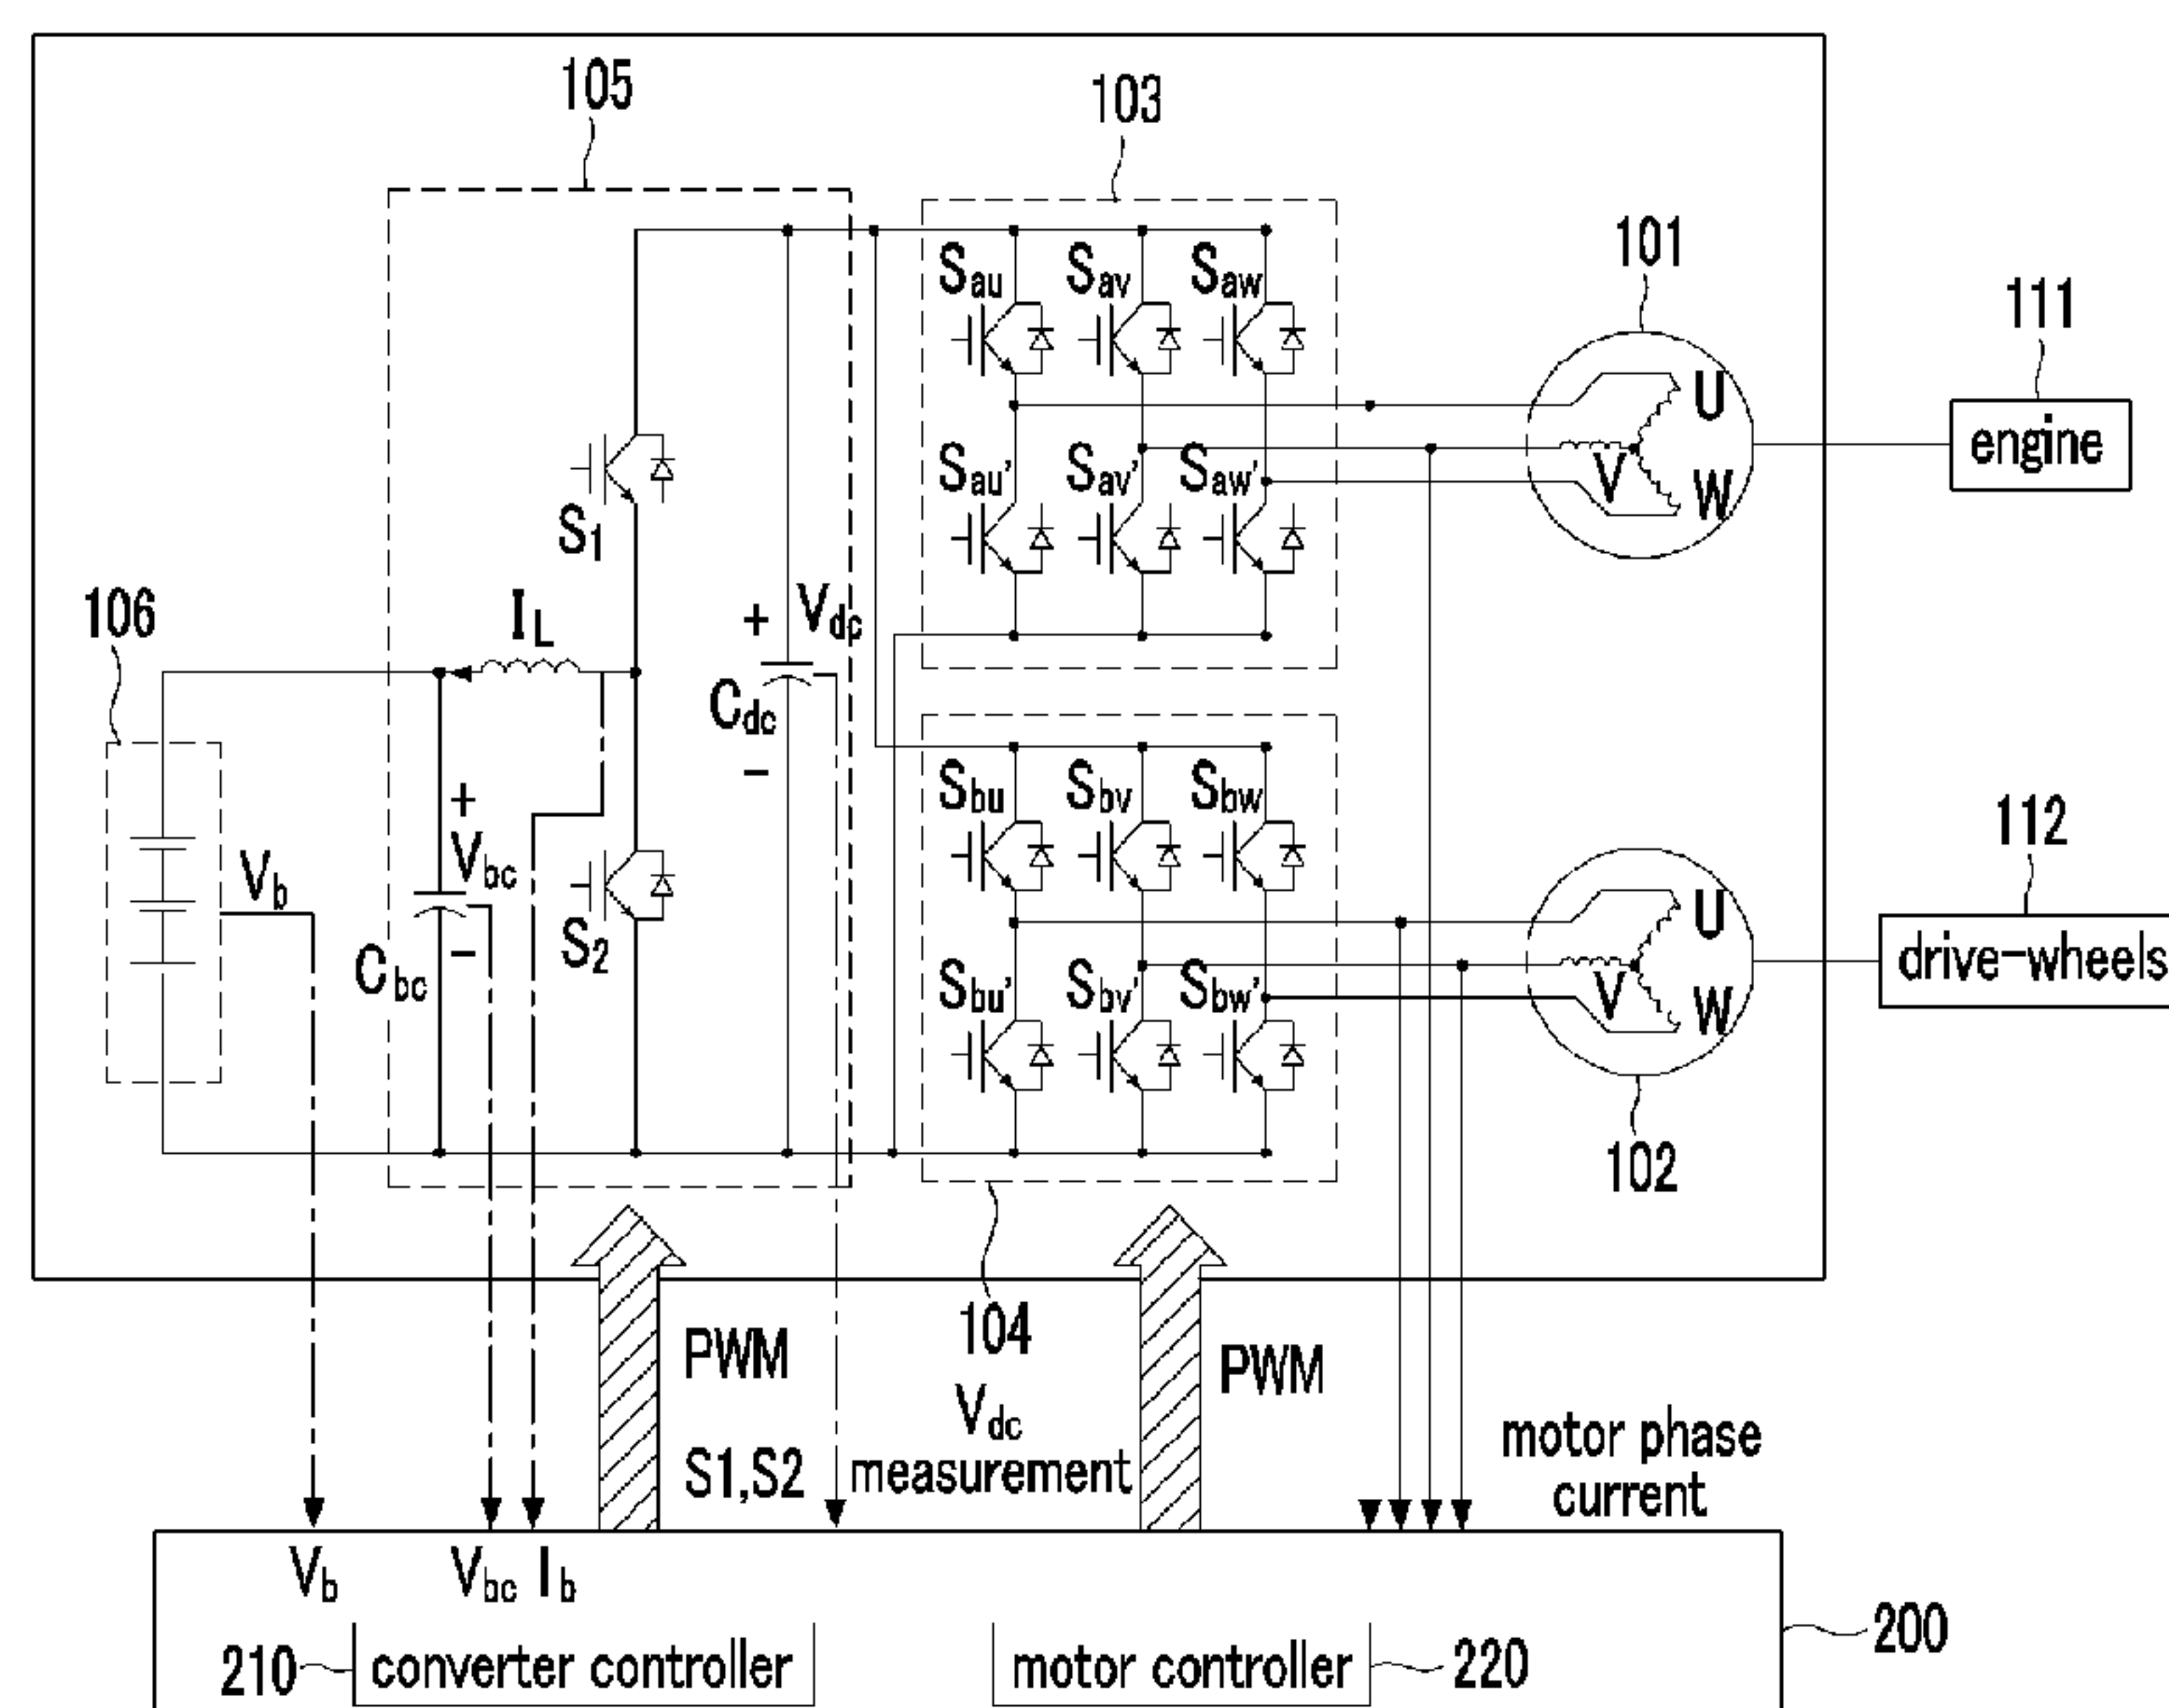 105
103
101
111
engine
Sau Sav Saw
U
V
W
Sau' Sav' Saw'
S1
106
IL
+ Vdc
Cdc
-
+
Vbc
Vb
Cbc
-
S2
Sbu Sbv Sbw
112
drive-wheels
U
V
W
Sbu' Sbv' Sbw'
102
104
PWM
S1,S2
Vdc
measurement
PWM
motor phase
current
Vb Vbc Ib
200
210 converter controller
motor controller 220